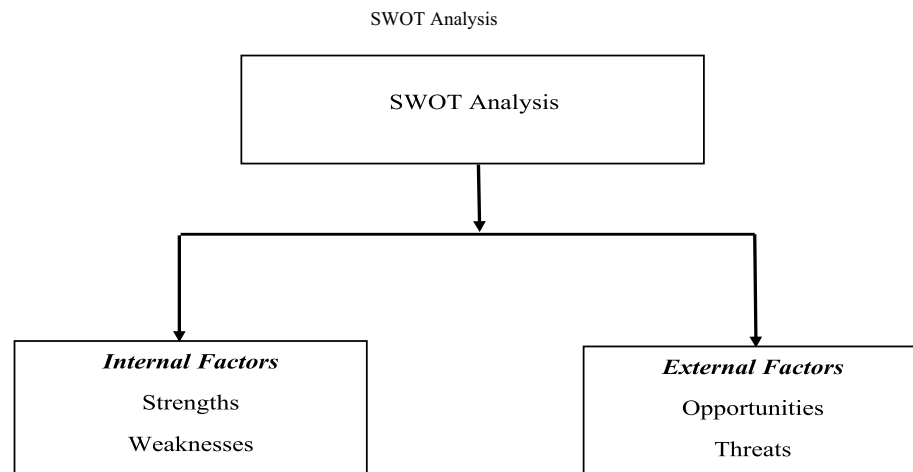 SWOT Analysis
SWOT Analysis
Internal Factors
Strengths
Weaknesses
External Factors
Opportunities
Threats